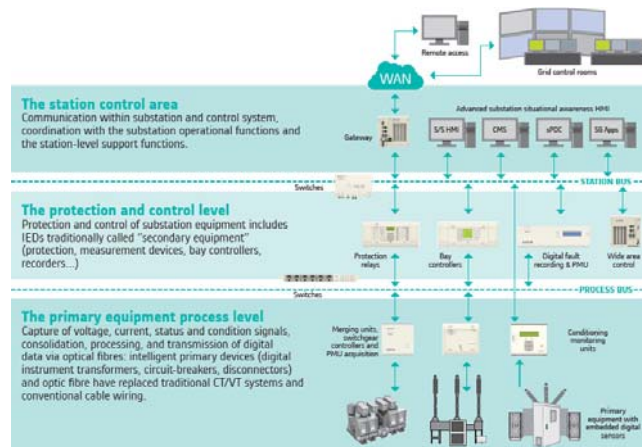 Remote access
Grid control rooms
WAN
The station control area
Communication within substation and control system,
coordination with the substation operational functions and
the station-level support functions.
Advanced substation situational awareness HMI
Gateway
S/S HMI
CMS
sPDC
SG Apps
Switches
STATION BUS
The protection and control level
Protection and control of substation equipment includes
IEDs traditionally called “secondary equipment”
(protection, measurement devices, bay controllers,
recorders...)
Protection
relays
Bay
controllers
Digital fault
recording & PMU
Wide area
control
PROCESS BUS
Switches
The primary equipment process level
Capture of voltage, current, status and condition signals,
consolidation, processing, and transmission of digital
data via optical fibres: intelligent primary devices (digital
instrument transformers, circuit-breakers, disconnectors)
and optic fibre have replaced traditional CT/VT systems and
conventional cable wiring.
Merging units,
switchgear
controllers and
PMU acquisition
Conditioning
monitoring
units
Primary
equipment with
embedded digital
sensors